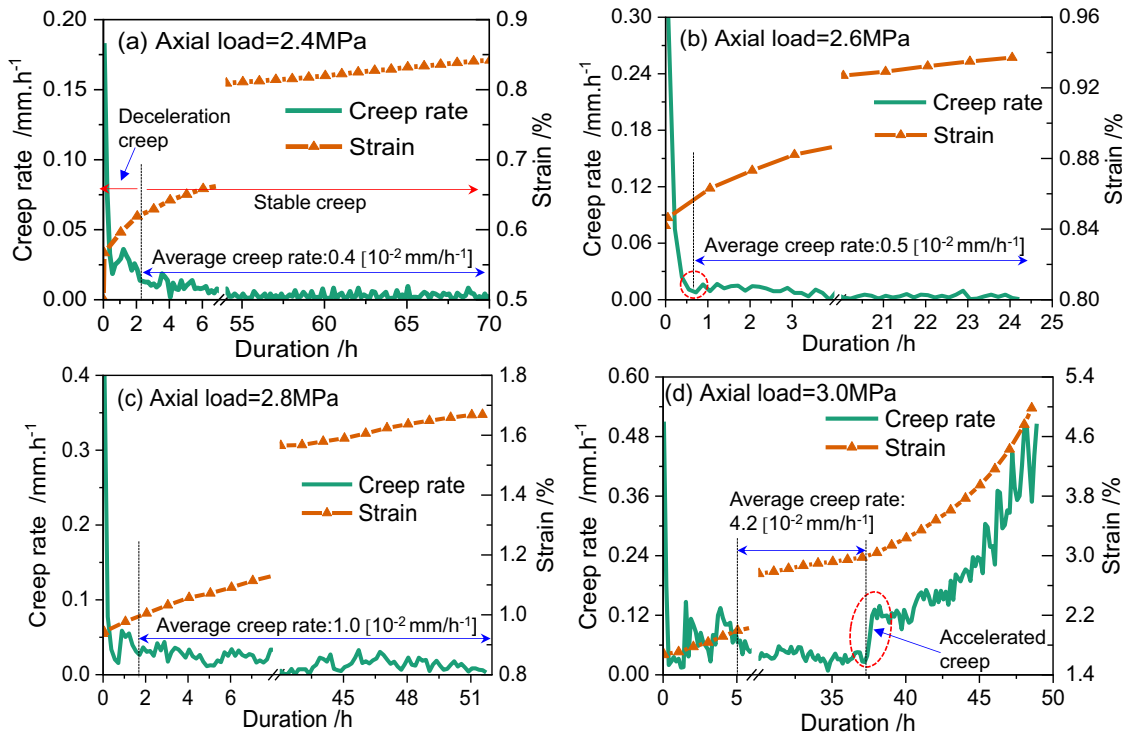 (a) Axial load=2.4MPa
Creep rate /mm.h-1
0.20
0.15
0.10
0.05
0.00
Creep rate
Strain
Deceleration
creep
Stable creep
Average creep rate:0.4 [10-2 mm/h-1]
0.9
0.8
0.7
0.6
0.5
Strain /%
0 2 4 6 55 60 65 70
Duration /h
(b) Axial load=2.6MPa
Creep rate /mm.h-1
0.30
0.26
0.30
0.12
0.06
0.03
0.00
Creep rate
Strain
Average creep rate:0.5 [10-2 mm/h-1]
0.96
0.92
0.88
0.84
0.80
Strain /%
0 1 2 3 21 22 23 24 25
Duration /h
(c) Axial load=2.8MPa
Creep rate /mm.h-1
0.4
0.3
0.2
0.1
0.0
Creep rate
Strain
Average creep rate:1.0 [10-2 mm/h-1]
1.8
1.6
1.4
1.2
1.0
0.8
Strain /%
0 2 4 6 45 48 51
Duration /h
(d) Axial load=3.0MPa
Creep rate /mm.h-1
0.60
0.48
0.36
0.24
0.12
0.00
Creep rate
Strain
Average creep rate:
4.2 [10-2 mm/h-1]
Accelerated
creep
5.4
4.6
3.8
3.0
2.2
1.4
Strain /%
0 5 35 40 45 50
Duration /h